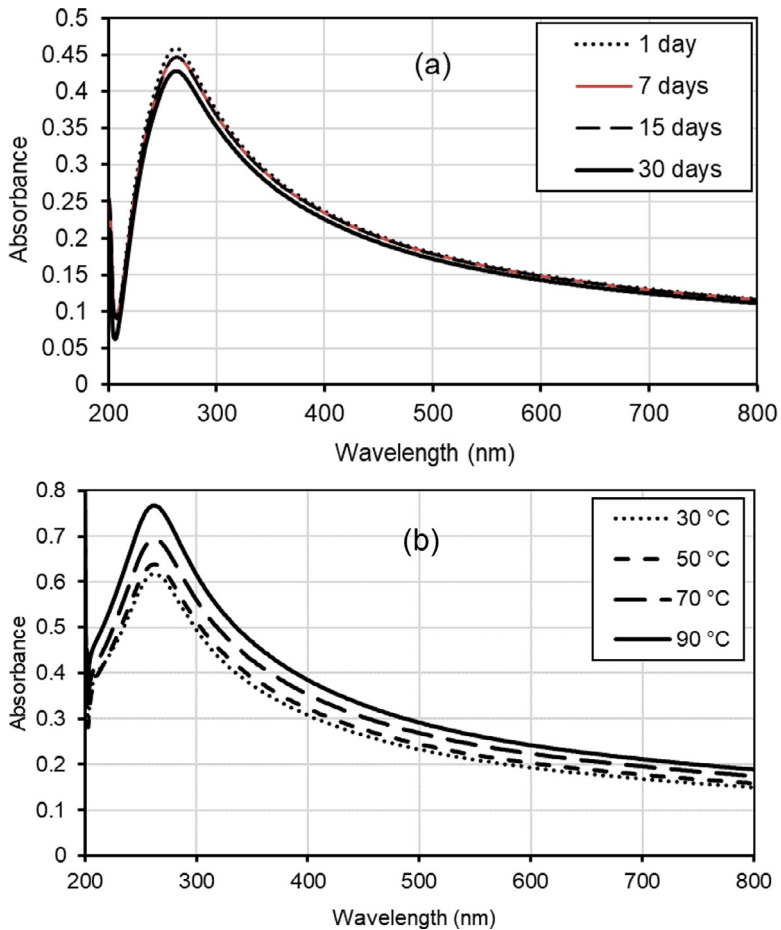 0.5
0.45
0.4
0.35
0.3
0.25
0.2
0.15
0.1
0.05
0
Absorbance
(a)
1 day
7 days
15 days
30 days
200 300 400 500 600 700 800
Wavelength (nm)
0.8
0.7
0.6
0.5
0.4
0.3
0.2
0.1
0
Absorbance
(b)
30 °C
50 °C
70 °C
90 °C
200 300 400 500 600 700 800
Wavelength (nm)